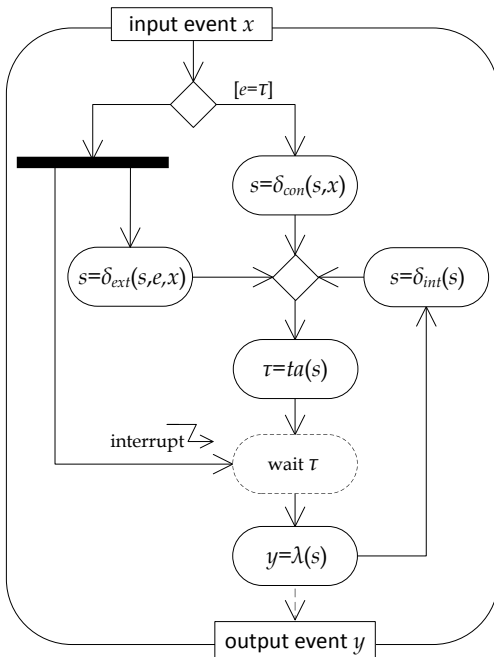 input event x
[e=τ]
s=δcon(s,x)
s=δext(s,e,x)
s=δint(s)
τ=ta(s)
interrupt
wait τ
y=λ(s)
output event y